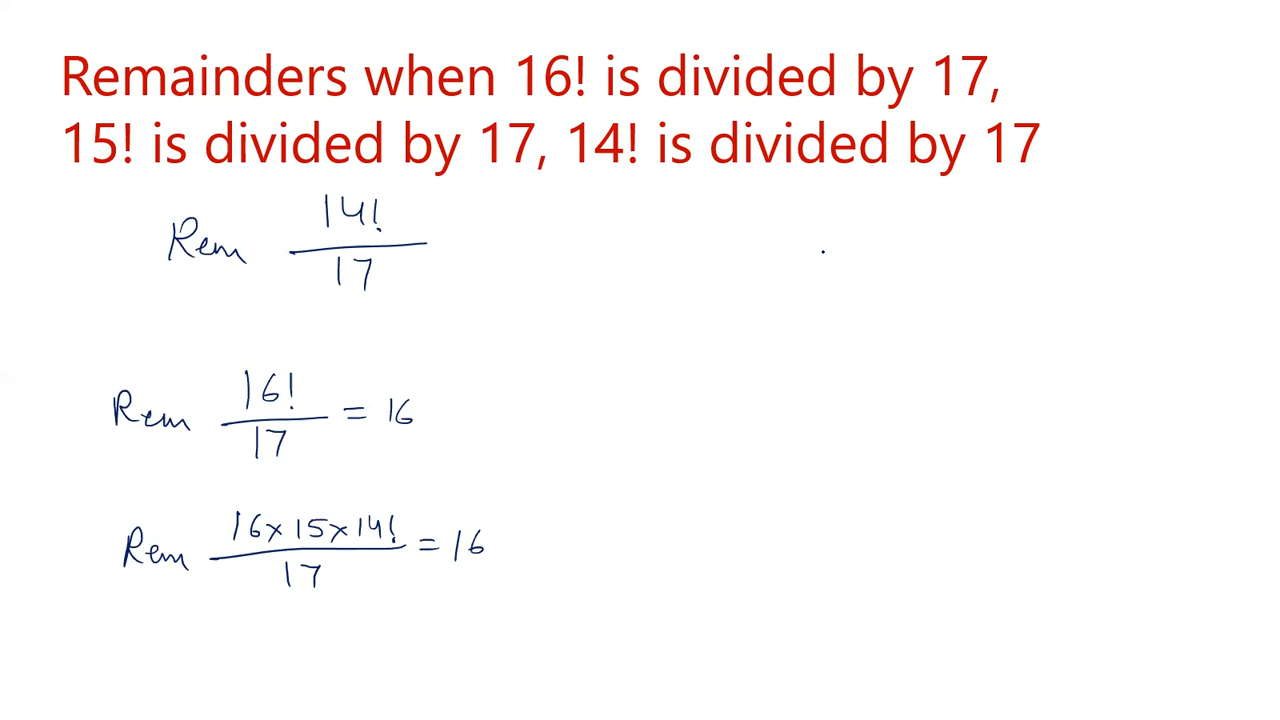 Remainders when 16! is divided by 17,
15! is divided by 17, 14! is divided by 17
Rem 14!/17
Rem 16!/17 = 16
Rem 16×15×14!/17 = 16